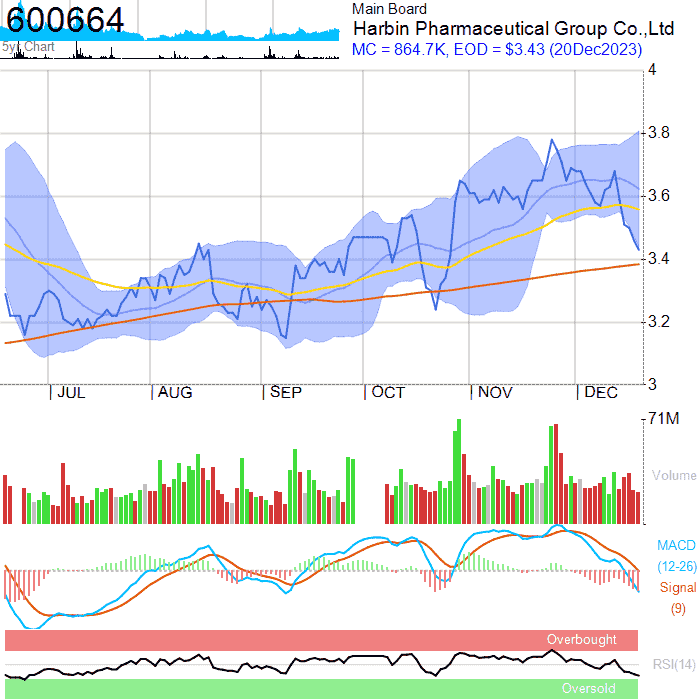 600664
Main Board
Harbin Pharmaceutical Group Co.,Ltd
MC = 864.7K, EOD = $3.43 (20Dec2023)
5yr Chart
4
3.8
3.6
3.4
3.2
3
JUL AUG SEP OCT NOV DEC
71M
Volume
MACD
(12-26)
Signal
(9)
Overbought
RSI(14)
Oversold